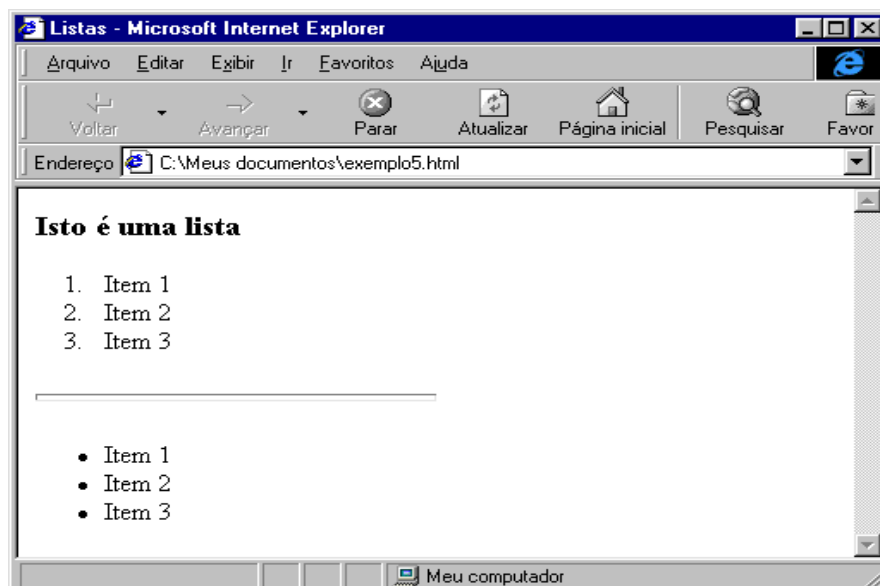 Listas - Microsoft Internet Explorer
Arquivo Editar Exibir Ir Favoritos Ajuda
Voltar Avançar Parar Atualizar Página inicial Pesquisar Favor
Endereço C:\Meus documentos\exemplo5.html
Isto é uma lista
1. Item 1
2. Item 2
3. Item 3
• Item 1
• Item 2
• Item 3
Meu computador